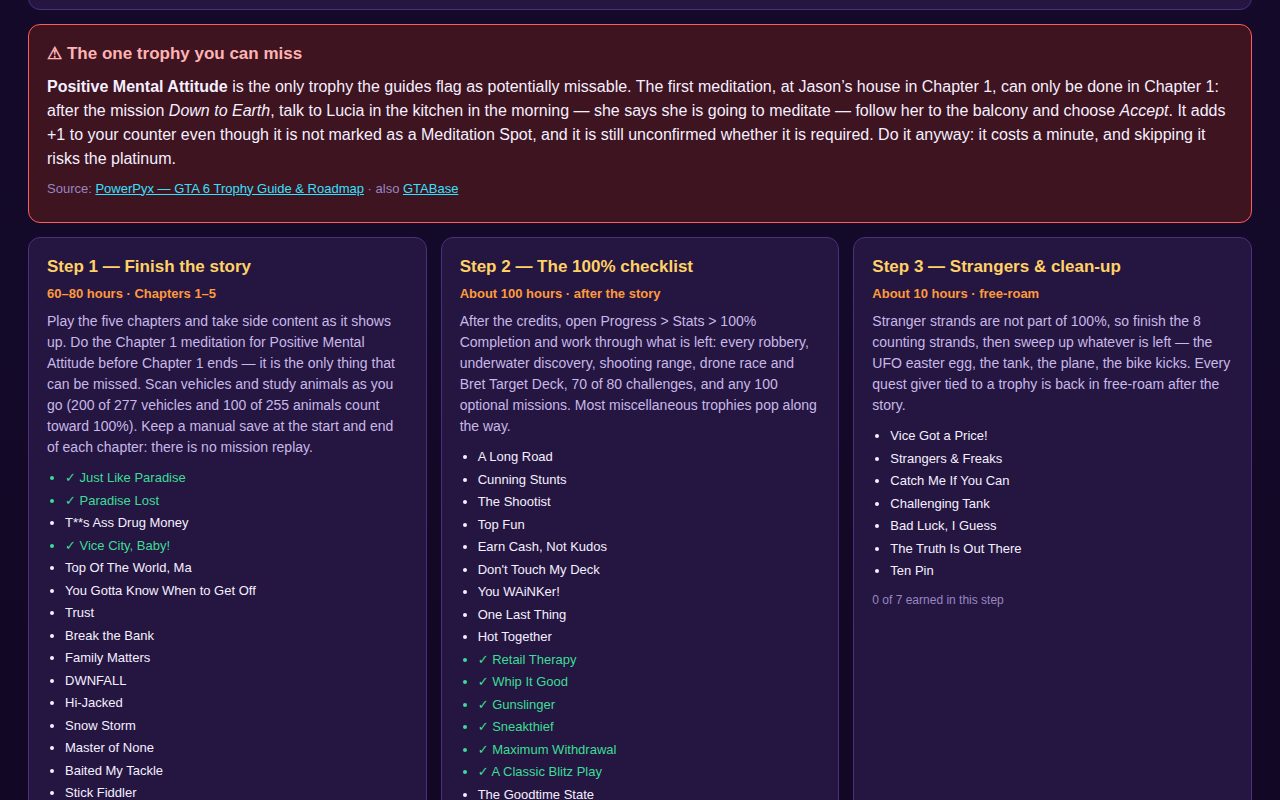 ⚠ The one trophy you can miss
Positive Mental Attitude is the only trophy the guides flag as potentially missable. The first meditation, at Jason’s house in Chapter 1, can only be done in Chapter 1:
after the mission Down to Earth, talk to Lucia in the kitchen in the morning — she says she is going to meditate — follow her to the balcony and choose Accept. It adds
+1 to your counter even though it is not marked as a Meditation Spot, and it is still unconfirmed whether it is required. Do it anyway: it costs a minute, and skipping it
risks the platinum.
Source: PowerPyx — GTA 6 Trophy Guide & Roadmap · also GTABase
Step 1 — Finish the story
60–80 hours · Chapters 1–5
Play the five chapters and take side content as it shows
up. Do the Chapter 1 meditation for Positive Mental
Attitude before Chapter 1 ends — it is the only thing that
can be missed. Scan vehicles and study animals as you
go (200 of 277 vehicles and 100 of 255 animals count
toward 100%). Keep a manual save at the start and end
of each chapter: there is no mission replay.
• ✓ Just Like Paradise
• ✓ Paradise Lost
• T**s Ass Drug Money
• ✓ Vice City, Baby!
• Top Of The World, Ma
• You Gotta Know When to Get Off
• Trust
• Break the Bank
• Family Matters
• DWNFALL
• Hi-Jacked
• Snow Storm
• Master of None
• Baited My Tackle
• Stick Fiddler
Step 2 — The 100% checklist
About 100 hours · after the story
After the credits, open Progress > Stats > 100%
Completion and work through what is left: every robbery,
underwater discovery, shooting range, drone race and
Bret Target Deck, 70 of 80 challenges, and any 100
optional missions. Most miscellaneous trophies pop along
the way.
• A Long Road
• Cunning Stunts
• The Shootist
• Top Fun
• Earn Cash, Not Kudos
• Don't Touch My Deck
• You WAiNKer!
• One Last Thing
• Hot Together
• ✓ Retail Therapy
• ✓ Whip It Good
• ✓ Gunslinger
• ✓ Sneakthief
• ✓ Maximum Withdrawal
• ✓ A Classic Blitz Play
• The Goodtime State
Step 3 — Strangers & clean-up
About 10 hours · free-roam
Stranger strands are not part of 100%, so finish the 8
counting strands, then sweep up whatever is left — the
UFO easter egg, the tank, the plane, the bike kicks. Every
quest giver tied to a trophy is back in free-roam after the
story.
• Vice Got a Price!
• Strangers & Freaks
• Catch Me If You Can
• Challenging Tank
• Bad Luck, I Guess
• The Truth Is Out There
• Ten Pin
0 of 7 earned in this step